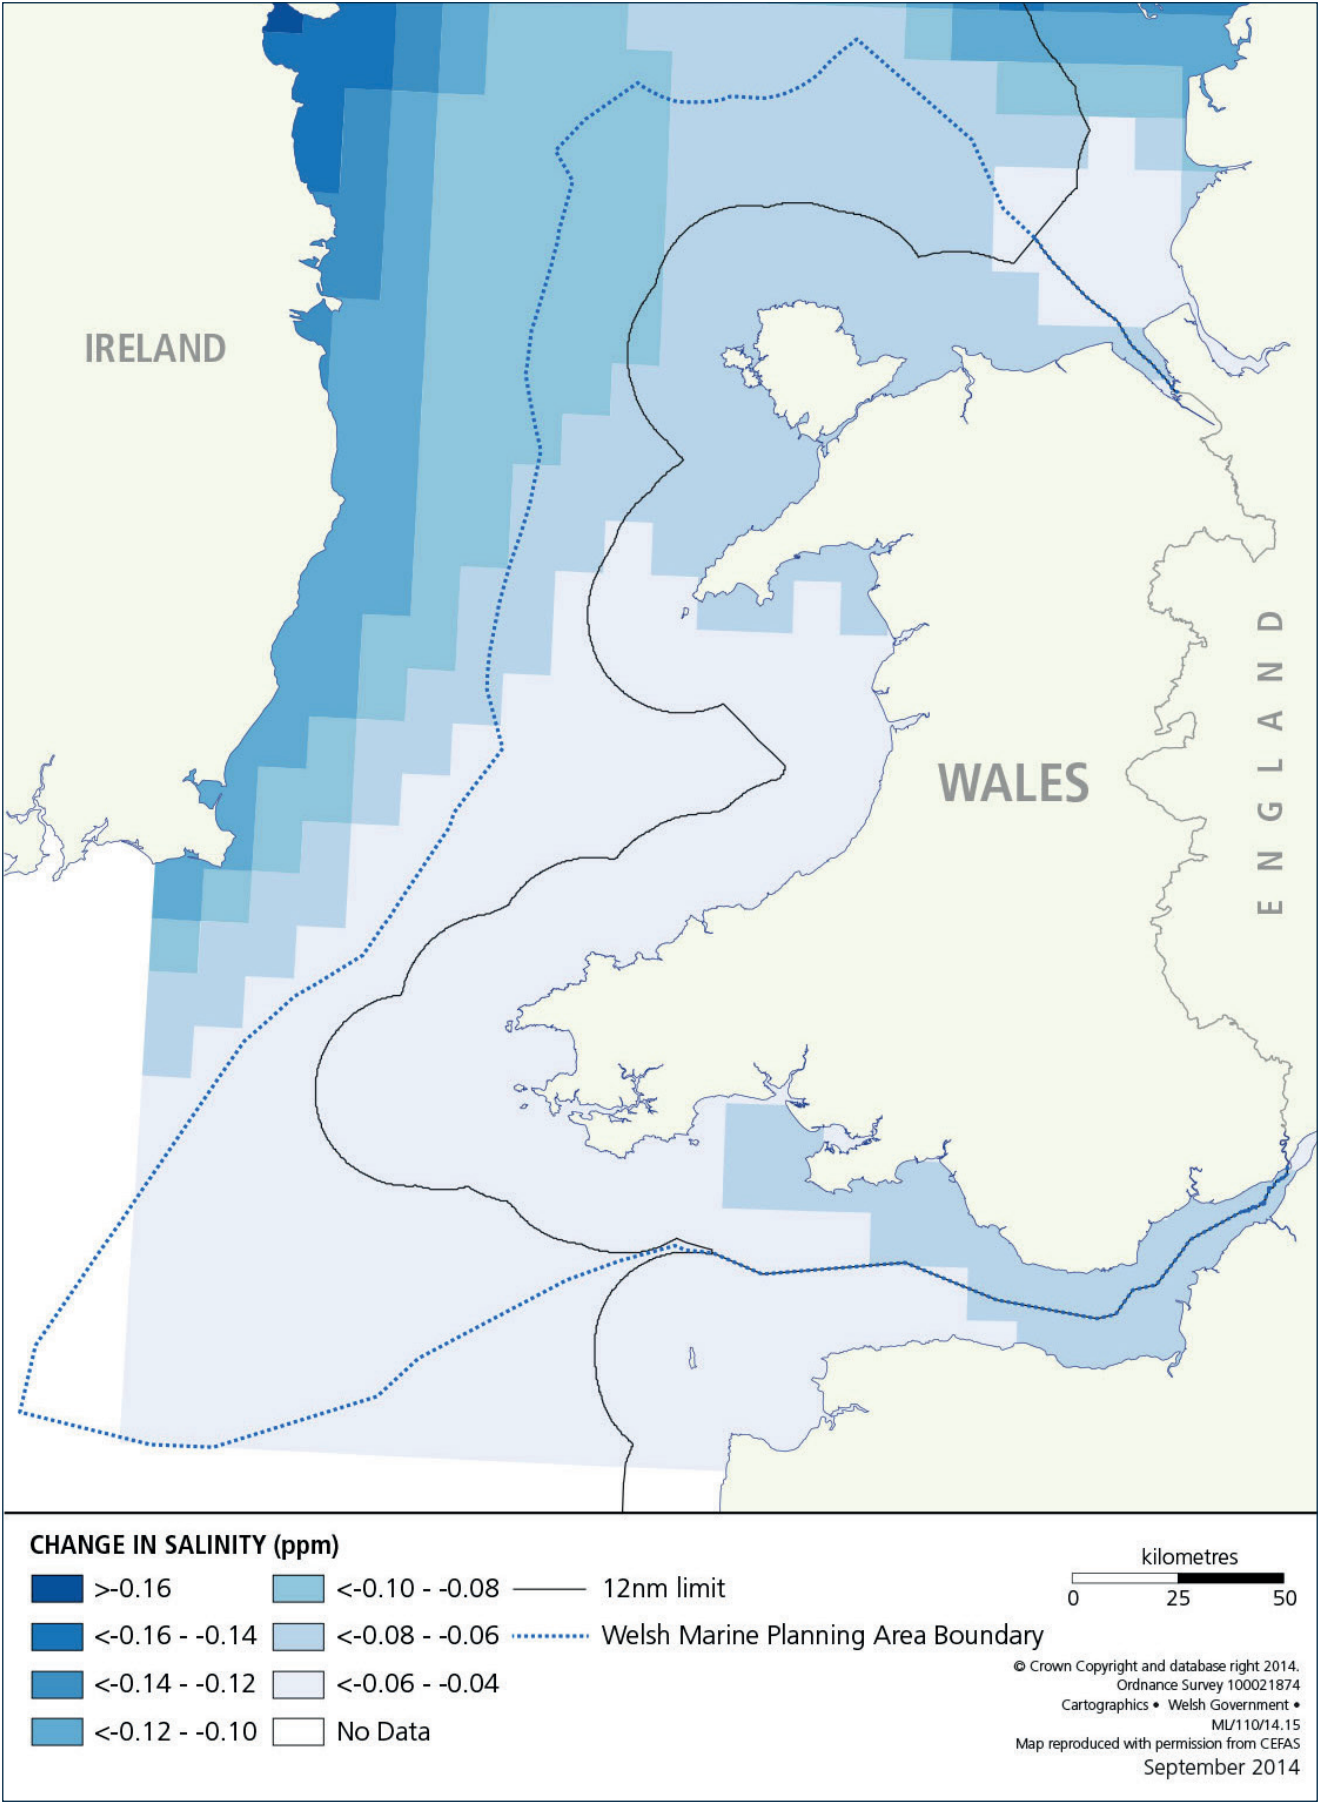 IRELAND
WALES
ENGLAND
CHANGE IN SALINITY (ppm)
>-0.16
<-0.16 - -0.14
<-0.14 - -0.12
<-0.12 - -0.10
<-0.10 - -0.08
<-0.08 - -0.06
<-0.06 - -0.04
No Data
12nm limit
Welsh Marine Planning Area Boundary
kilometres
0 25 50
© Crown Copyright and database right 2014.
Ordnance Survey 100021874
Cartographics • Welsh Government •
ML/110/14.15
Map reproduced with permission from CEFAS
September 2014